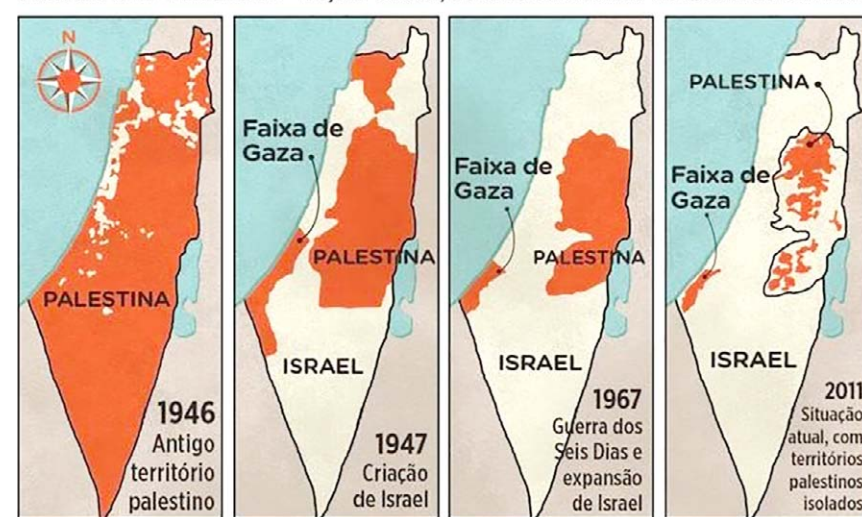 N
PALESTINA
1946
Antigo
território
palestino
Faixa de
Gaza
PALESTINA
ISRAEL
1947
Criação
de Israel
Faixa de
Gaza
PALESTINA
ISRAEL
1967
Guerra dos
Seis Dias e
expansão
de Israel
PALESTINA
Faixa de
Gaza
ISRAEL
2011
Situação
atual, com
territórios
palestinos
isolados